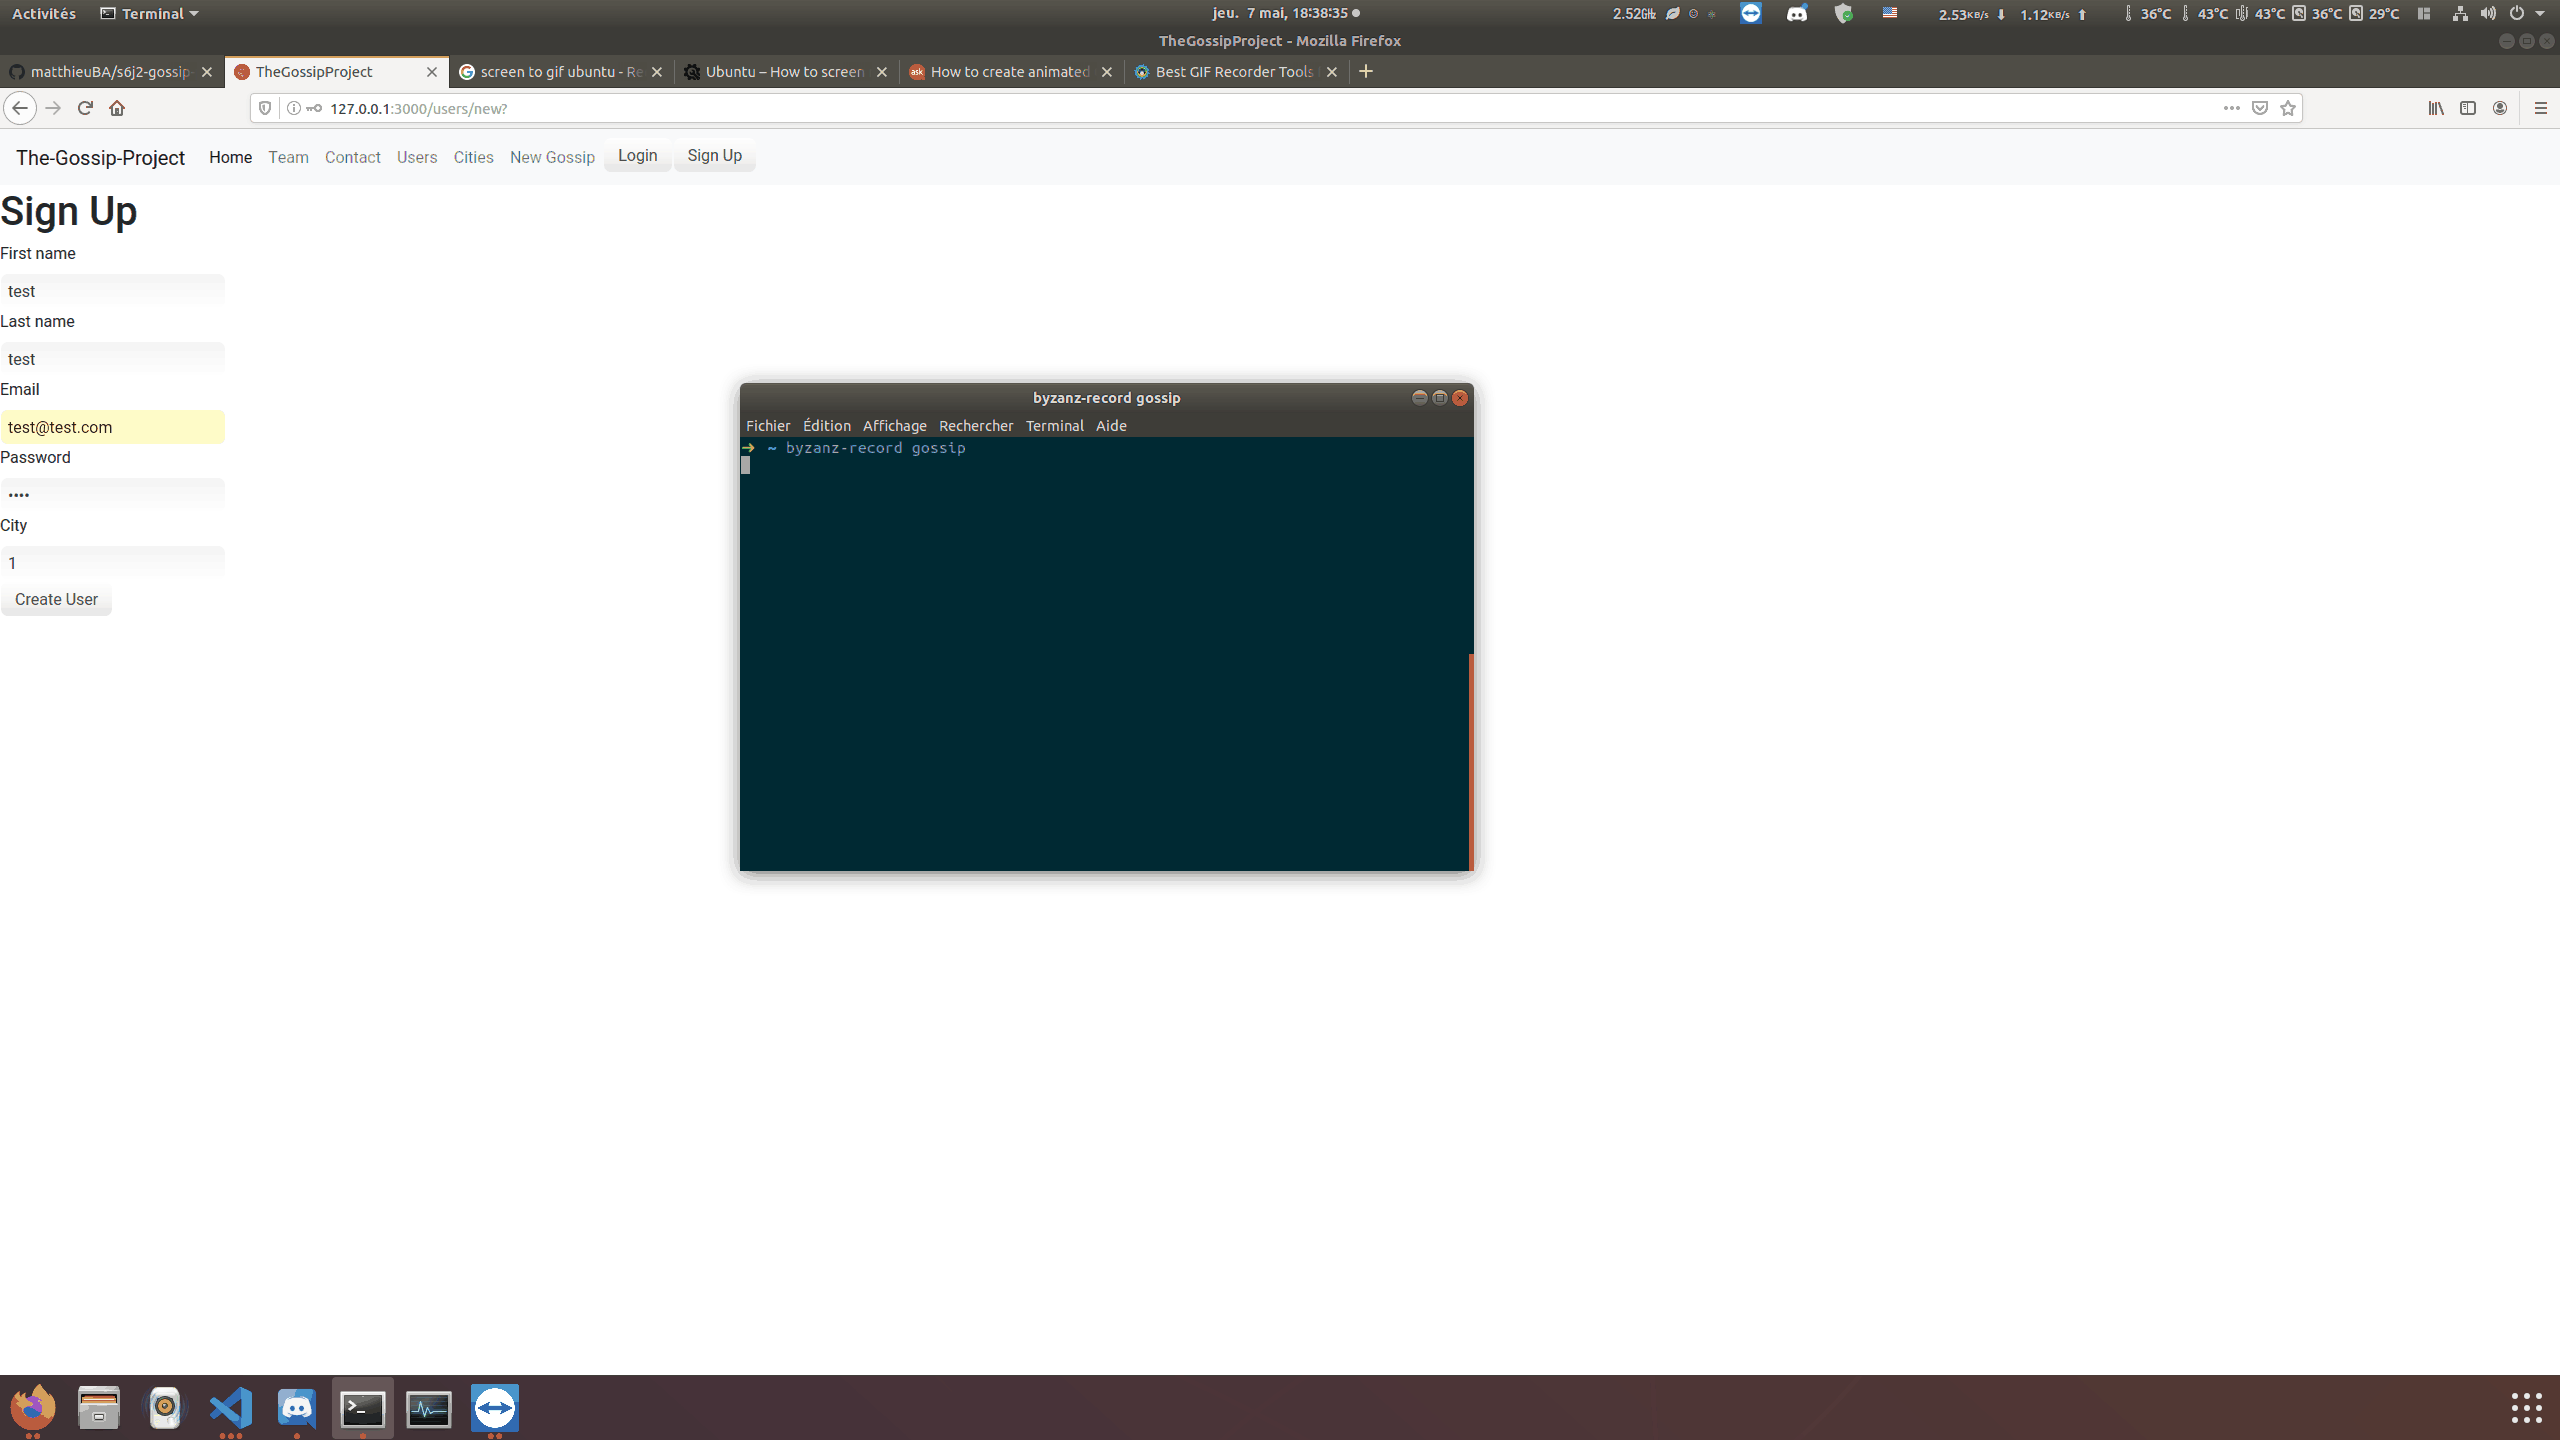 Activités Terminal jeu. 7 mai, 18:38:35 2.52GHz 2.53KB/s 1.12KB/s 36°C 43°C 43°C 36°C 29°C
TheGossipProject - Mozilla Firefox
matthieuBA/s6j2-gossip- TheGossipProject screen to gif ubuntu - Re Ubuntu – How to screen ask How to create animated Best GIF Recorder Tools
127.0.0.1:3000/users/new?
The-Gossip-Project Home Team Contact Users Cities New Gossip Login Sign Up
Sign Up
First name
test
Last name
test
Email
test@test.com
Password
••••
City
1
Create User
byzanz-record gossip
Fichier Édition Affichage Rechercher Terminal Aide
➜ ~ byzanz-record gossip